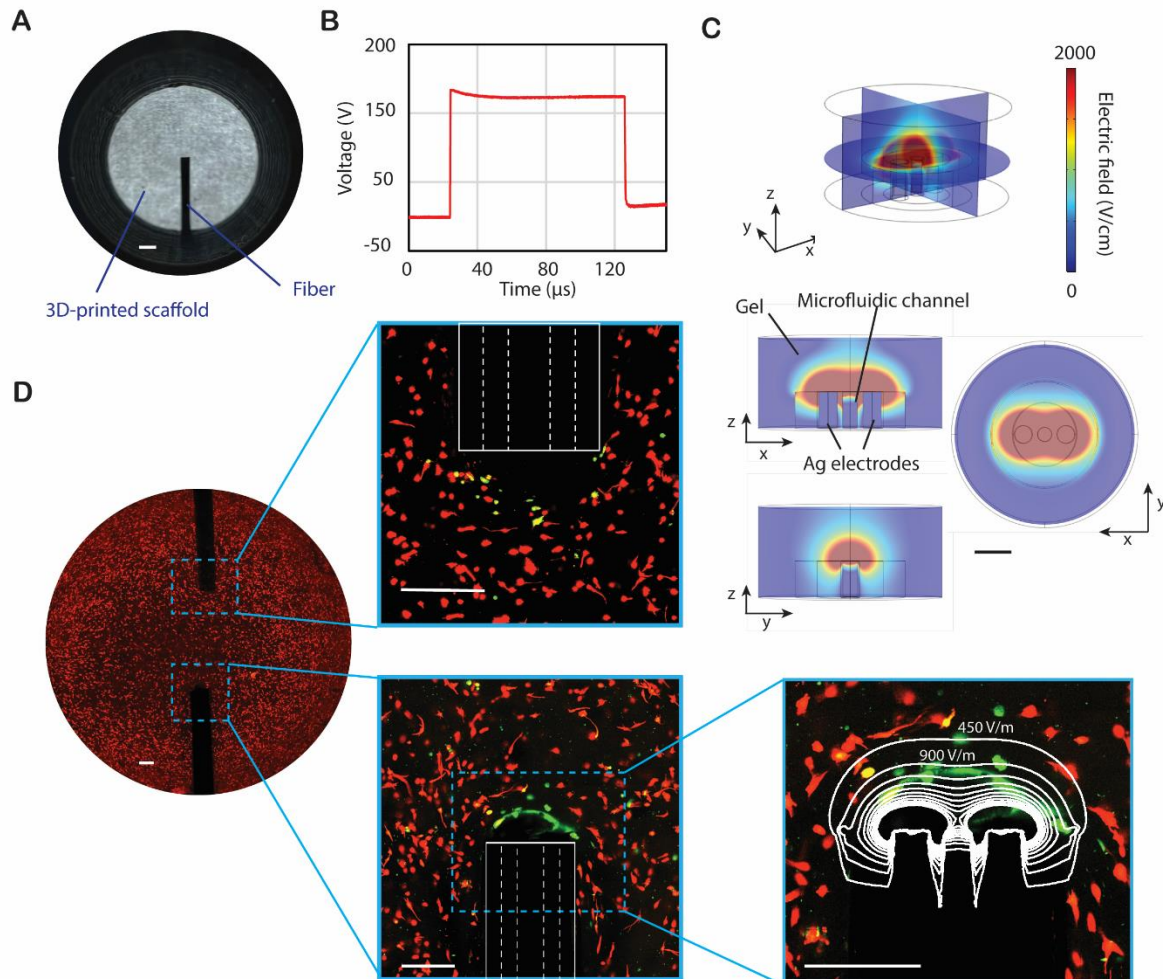 A
3D-printed scaffold
Fiber
B
200
150
50
-50
Voltage (V)
0
40
80
120
Time (µs)
C
2000
Electric field (V/cm)
0
z
y
x
Gel
Microfluidic channel
z
x
Ag electrodes
y
x
z
y
D
450 V/m
900 V/m